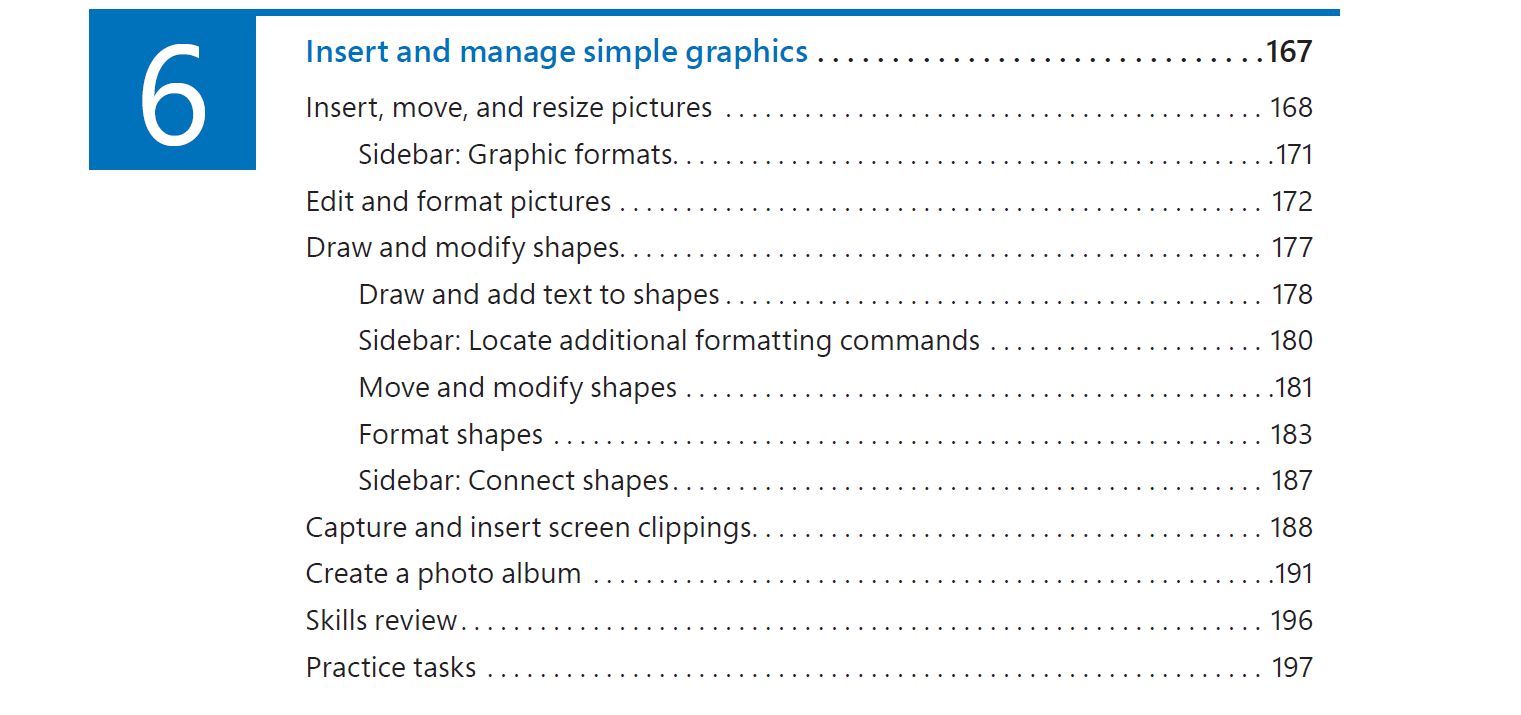 6
Insert and manage simple graphics . . . . . . . . . . . . . . . . . . . . . . . . . . . . . .167
Insert, move, and resize pictures . . . . . . . . . . . . . . . . . . . . . . . . . . . . . . . . . . . . . . . . . 168
Sidebar: Graphic formats. . . . . . . . . . . . . . . . . . . . . . . . . . . . . . . . . . . . . . . . . . . . . .171
Edit and format pictures . . . . . . . . . . . . . . . . . . . . . . . . . . . . . . . . . . . . . . . . . . . . . . . . . 172
Draw and modify shapes. . . . . . . . . . . . . . . . . . . . . . . . . . . . . . . . . . . . . . . . . . . . . . . . . 177
Draw and add text to shapes . . . . . . . . . . . . . . . . . . . . . . . . . . . . . . . . . . . . . . . . . 178
Sidebar: Locate additional formatting commands . . . . . . . . . . . . . . . . . . . . . 180
Move and modify shapes . . . . . . . . . . . . . . . . . . . . . . . . . . . . . . . . . . . . . . . . . . . . .181
Format shapes . . . . . . . . . . . . . . . . . . . . . . . . . . . . . . . . . . . . . . . . . . . . . . . . . . . . . . 183
Sidebar: Connect shapes. . . . . . . . . . . . . . . . . . . . . . . . . . . . . . . . . . . . . . . . . . . . . 187
Capture and insert screen clippings. . . . . . . . . . . . . . . . . . . . . . . . . . . . . . . . . . . . . . . 188
Create a photo album . . . . . . . . . . . . . . . . . . . . . . . . . . . . . . . . . . . . . . . . . . . . . . . . . . . .191
Skills review. . . . . . . . . . . . . . . . . . . . . . . . . . . . . . . . . . . . . . . . . . . . . . . . . . . . . . . . . . . . . 196
Practice tasks . . . . . . . . . . . . . . . . . . . . . . . . . . . . . . . . . . . . . . . . . . . . . . . . . . . . . . . . . . . 197